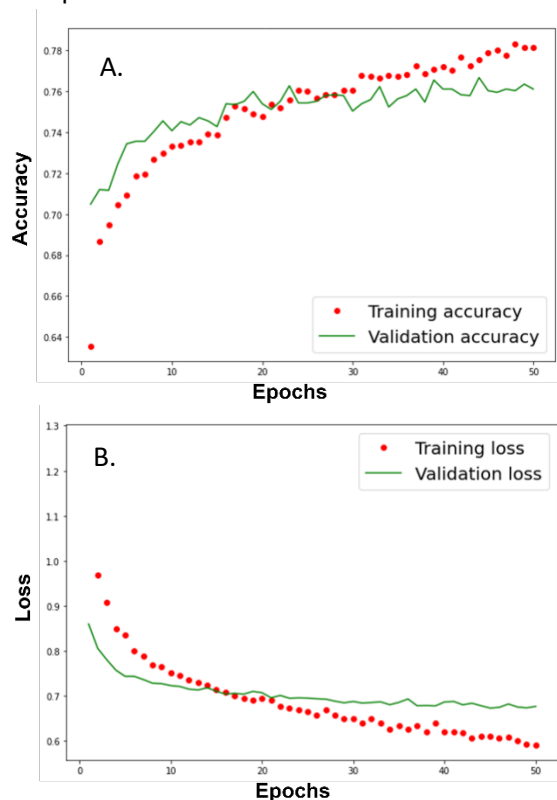 A.
0.78
0.76
0.74
0.72
0.70
0.68
0.66
0.64
Accuracy
Training accuracy
Validation accuracy
0 10 20 30 40 50
Epochs
B.
1.3
1.2
1.1
1.0
0.9
0.8
0.7
0.6
Loss
Training loss
Validation loss
0 10 20 30 40 50
Epochs